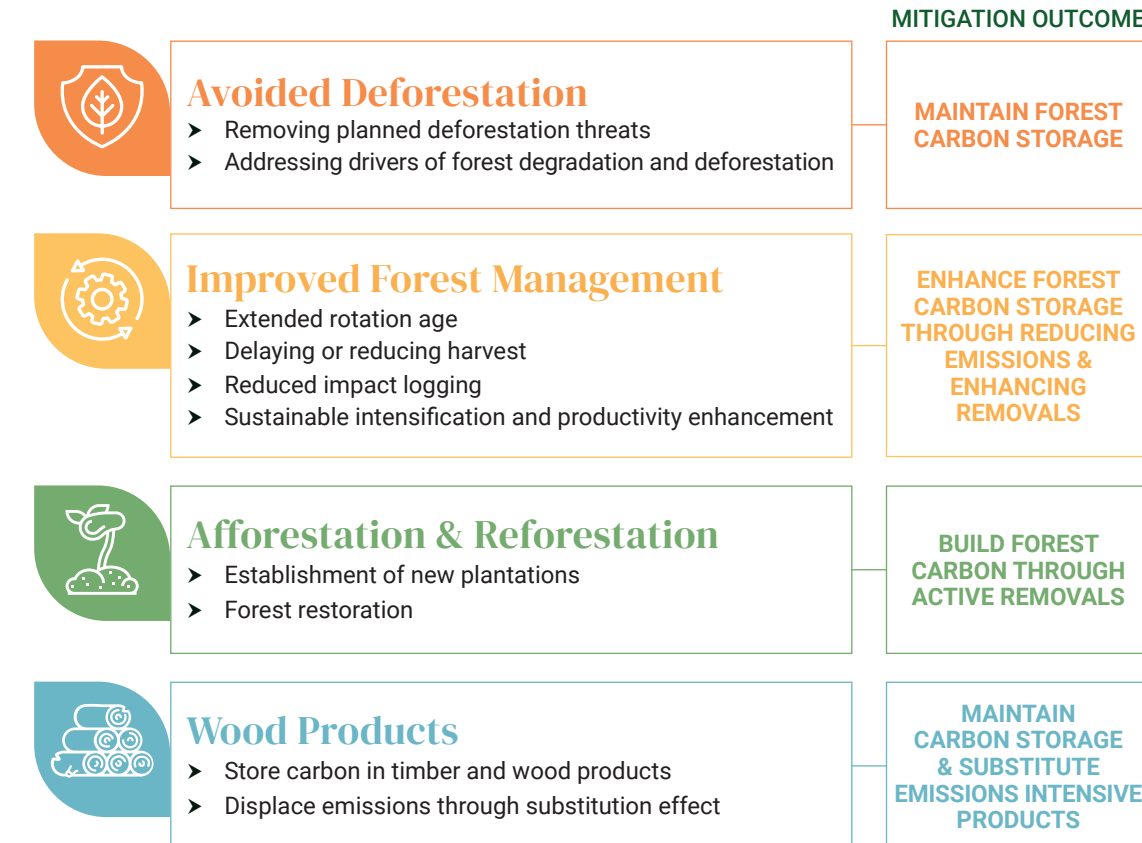 MITIGATION OUTCOME
Avoided Deforestation
Removing planned deforestation threats
Addressing drivers of forest degradation and deforestation
MAINTAIN FOREST
CARBON STORAGE
Improved Forest Management
Extended rotation age
Delaying or reducing harvest
Reduced impact logging
Sustainable intensification and productivity enhancement
ENHANCE FOREST
CARBON STORAGE
THROUGH REDUCING
EMISSIONS &
ENHANCING
REMOVALS
Afforestation & Reforestation
Establishment of new plantations
Forest restoration
BUILD FOREST
CARBON THROUGH
ACTIVE REMOVALS
Wood Products
Store carbon in timber and wood products
Displace emissions through substitution effect
MAINTAIN
CARBON STORAGE
& SUBSTITUTE
EMISSIONS INTENSIVE
PRODUCTS